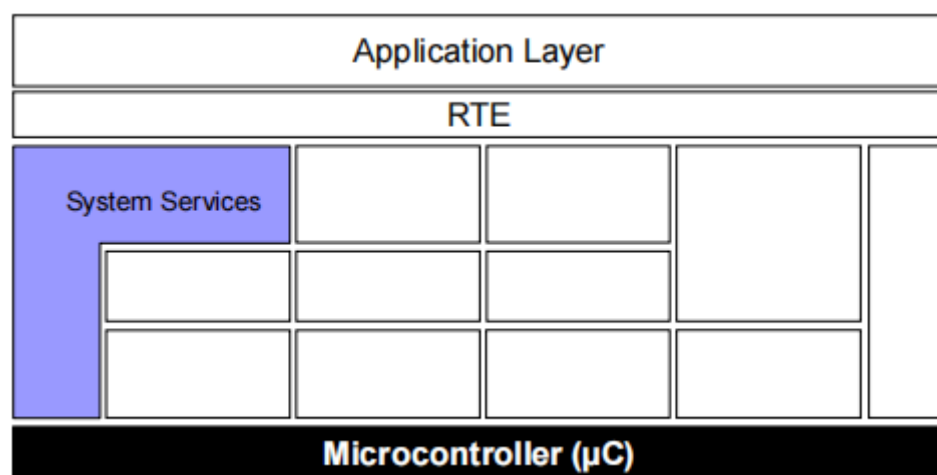 Application Layer
RTE
System Services
Microcontroller (µC)